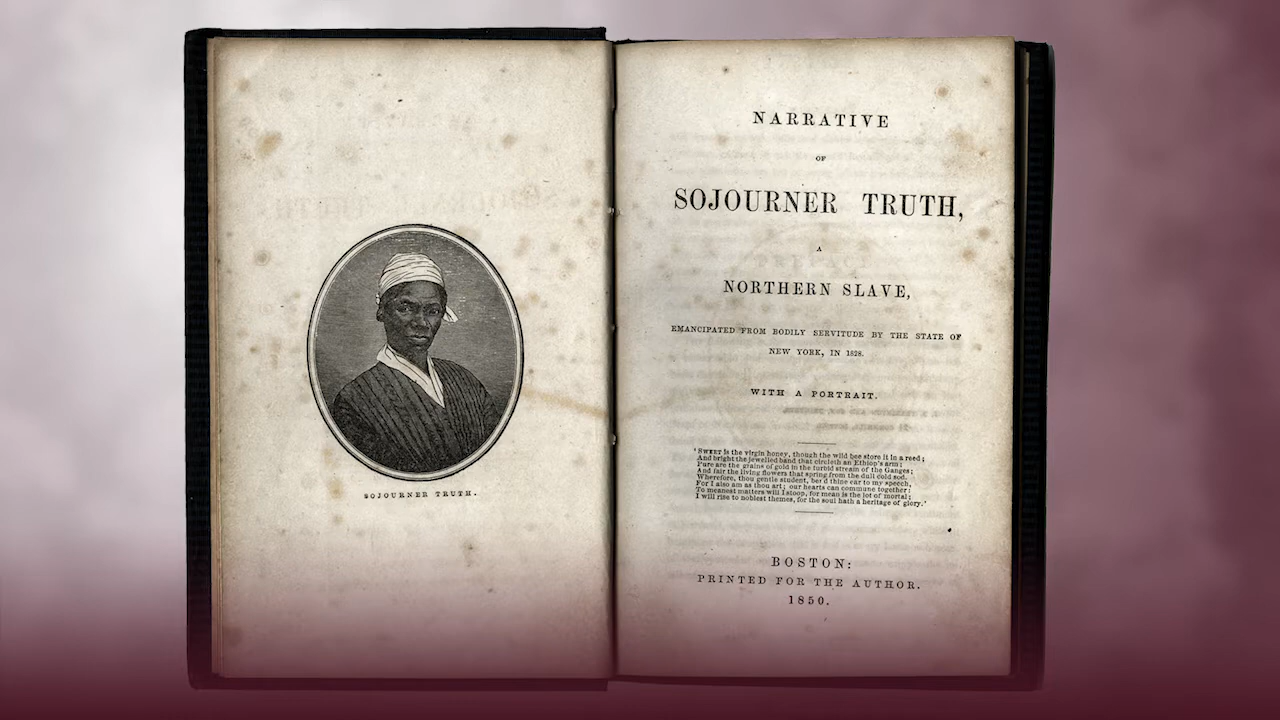 SOJOURNER TRUTH.
NARRATIVE
OF
SOJOURNER TRUTH,
A
NORTHERN SLAVE,
EMANCIPATED FROM BODILY SERVITUDE BY THE STATE OF
NEW YORK, IN 1828.
WITH A PORTRAIT.
'SWEET is the virgin honey, though the wild bee store it in a reed;
And bright the jewelled band that circleth an Ethiop's arm;
Pure are the grains of gold in the turbid stream of the Ganges;
And fair the living flowers that spring from the dull cold sod.
Wherefore, thou gentle student, bend thine ear to my speech,
For I also am as thou art; our hearts can commune together:
To meanest matters will I stoop, for mean is the lot of mortal;
I will rise to noblest themes, for the soul hath a heritage of glory.'
BOSTON:
PRINTED FOR THE AUTHOR.
1850.